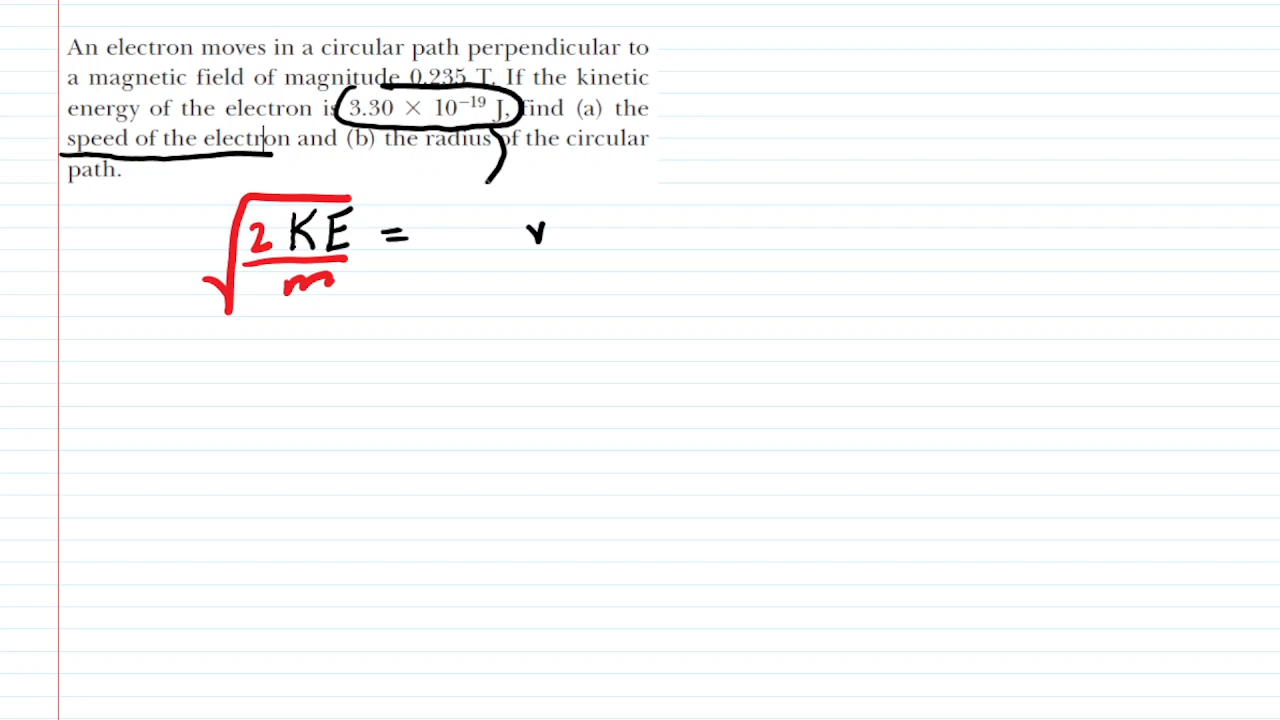 An electron moves in a circular path perpendicular to
a magnetic field of magnitude 0.235 T. If the kinetic
energy of the electron is 3.30 × 10⁻¹⁹ J, find (a) the
speed of the electron and (b) the radius of the circular
path.
√(2KE/m) = v